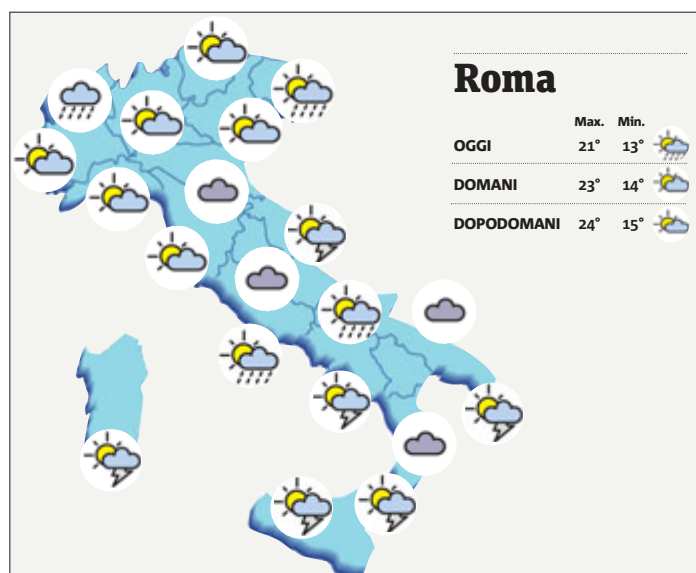 Roma
Max. Min.
OGGI 21° 13°
DOMANI 23° 14°
DOPODOMANI 24° 15°